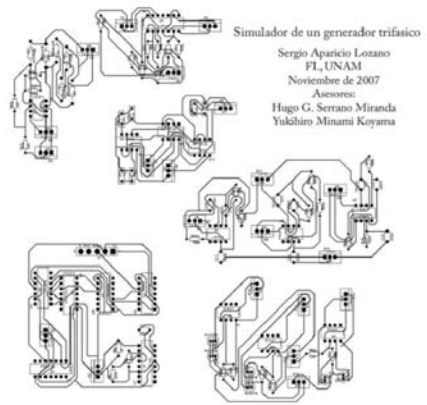 Simulador de un generador trifasico
Sergio Aparicio Lozano
FI., UNAM
Noviembre de 2007
Asesores:
Hugo G. Serrano Miranda
Yukihiro Minami Koyama